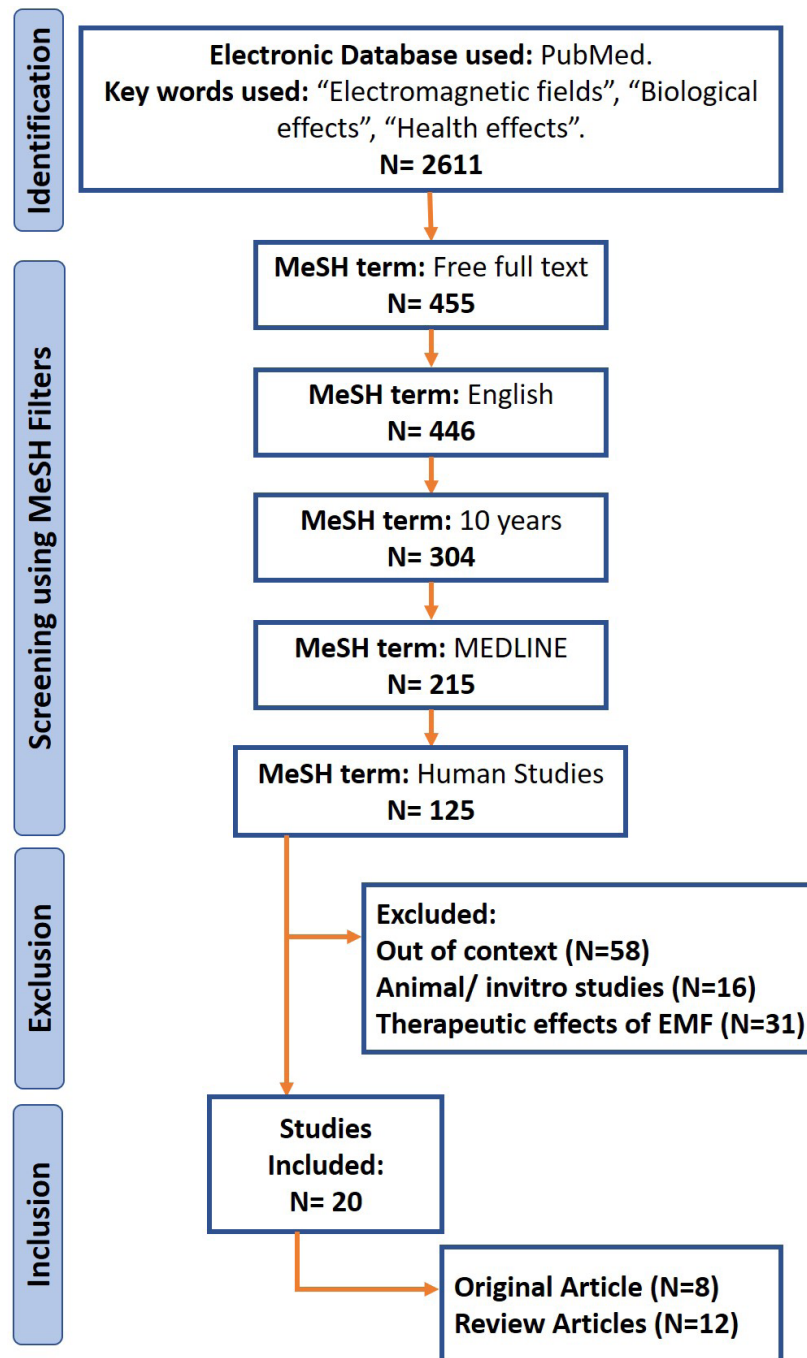 Identification
Electronic Database used: PubMed.
Key words used: “Electromagnetic fields”, “Biological
effects”, “Health effects”.
N= 2611
Screening using MeSH Filters
MeSH term: Free full text
N= 455
MeSH term: English
N= 446
MeSH term: 10 years
N= 304
MeSH term: MEDLINE
N= 215
MeSH term: Human Studies
N= 125
Exclusion
Excluded:
Out of context (N=58)
Animal/ invitro studies (N=16)
Therapeutic effects of EMF (N=31)
Inclusion
Studies
Included:
N= 20
Original Article (N=8)
Review Articles (N=12)